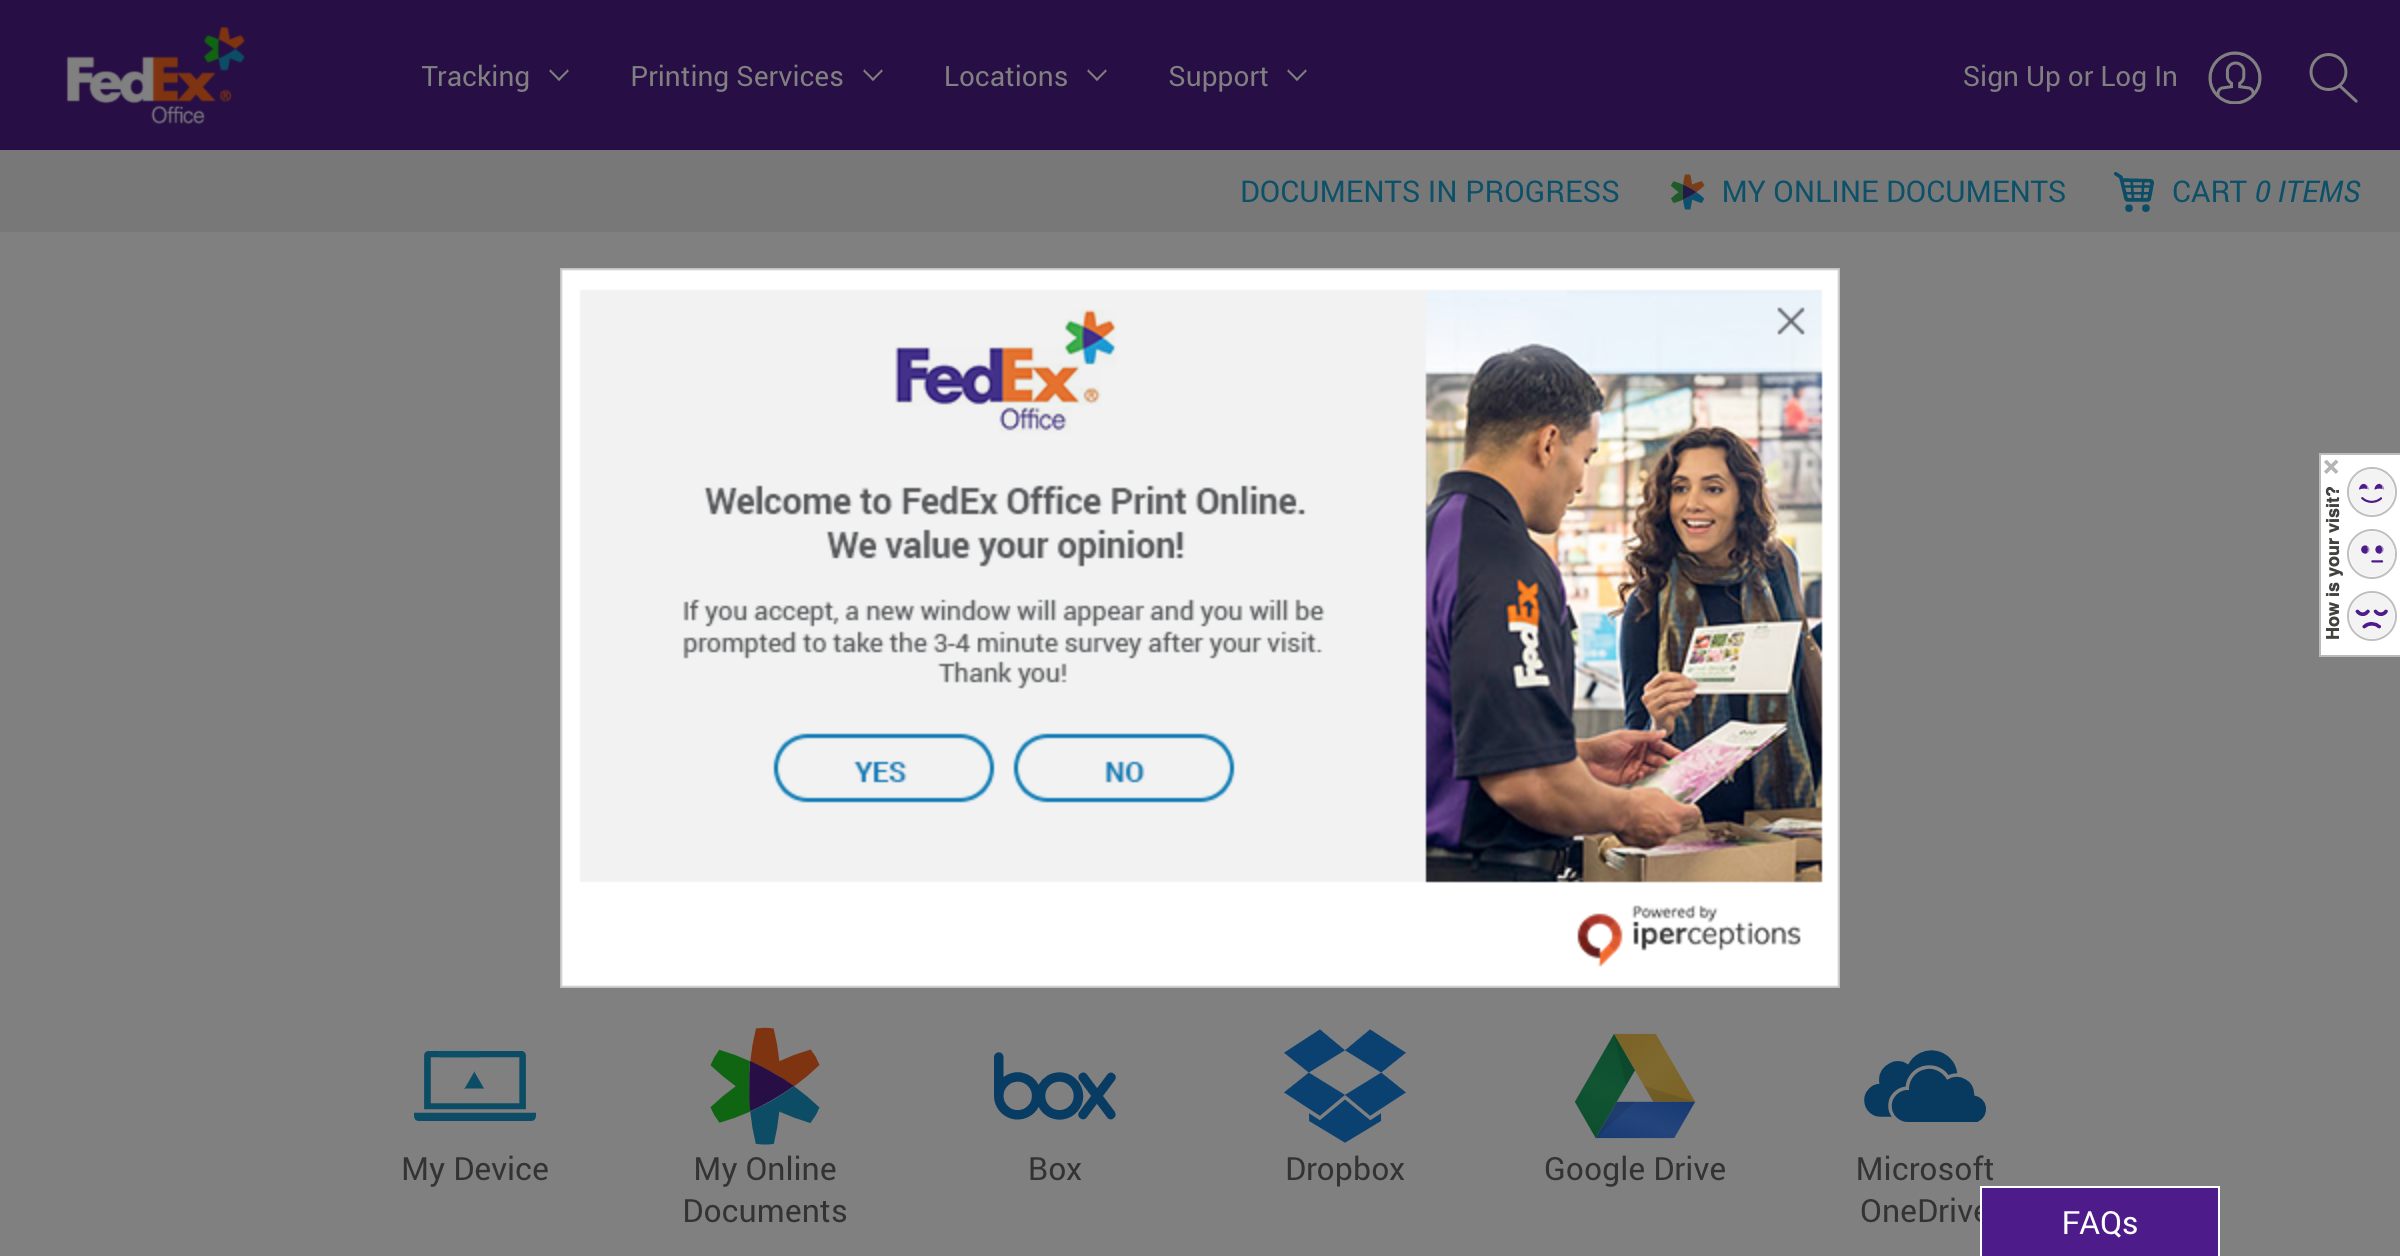 FedEx®
Office
Tracking
Printing Services
Locations
Support
Sign Up or Log In
DOCUMENTS IN PROGRESS
MY ONLINE DOCUMENTS
CART 0 ITEMS
FedEx®
Office
Welcome to FedEx Office Print Online.
We value your opinion!
If you accept, a new window will appear and you will be
prompted to take the 3-4 minute survey after your visit.
Thank you!
YES
NO
FedEx
Powered by
iperceptions
How is your visit?
My Device
My Online
Documents
box
Box
Dropbox
Google Drive
Microsoft
OneDrive
FAQs